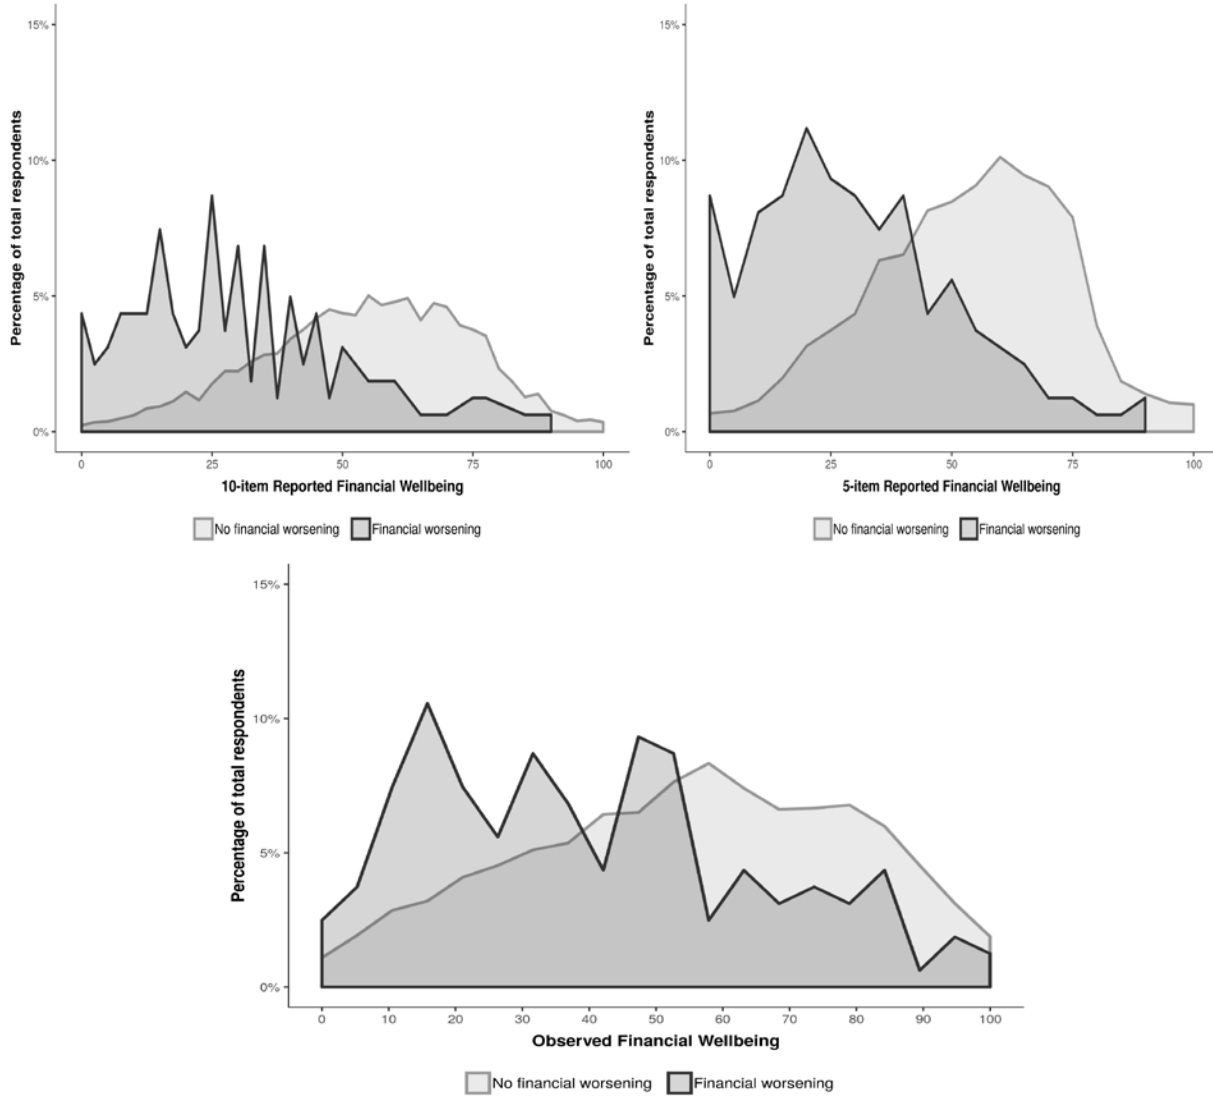 15%
10%
5%
0%
Percentage of total respondents
0 25 50 75 100
10-item Reported Financial Wellbeing
No financial worsening Financial worsening
15%
10%
5%
0%
Percentage of total respondents
0 25 50 75 100
5-item Reported Financial Wellbeing
No financial worsening Financial worsening
15%
10%
5%
0%
Percentage of total respondents
0 10 20 30 40 50 60 70 80 90 100
Observed Financial Wellbeing
No financial worsening Financial worsening